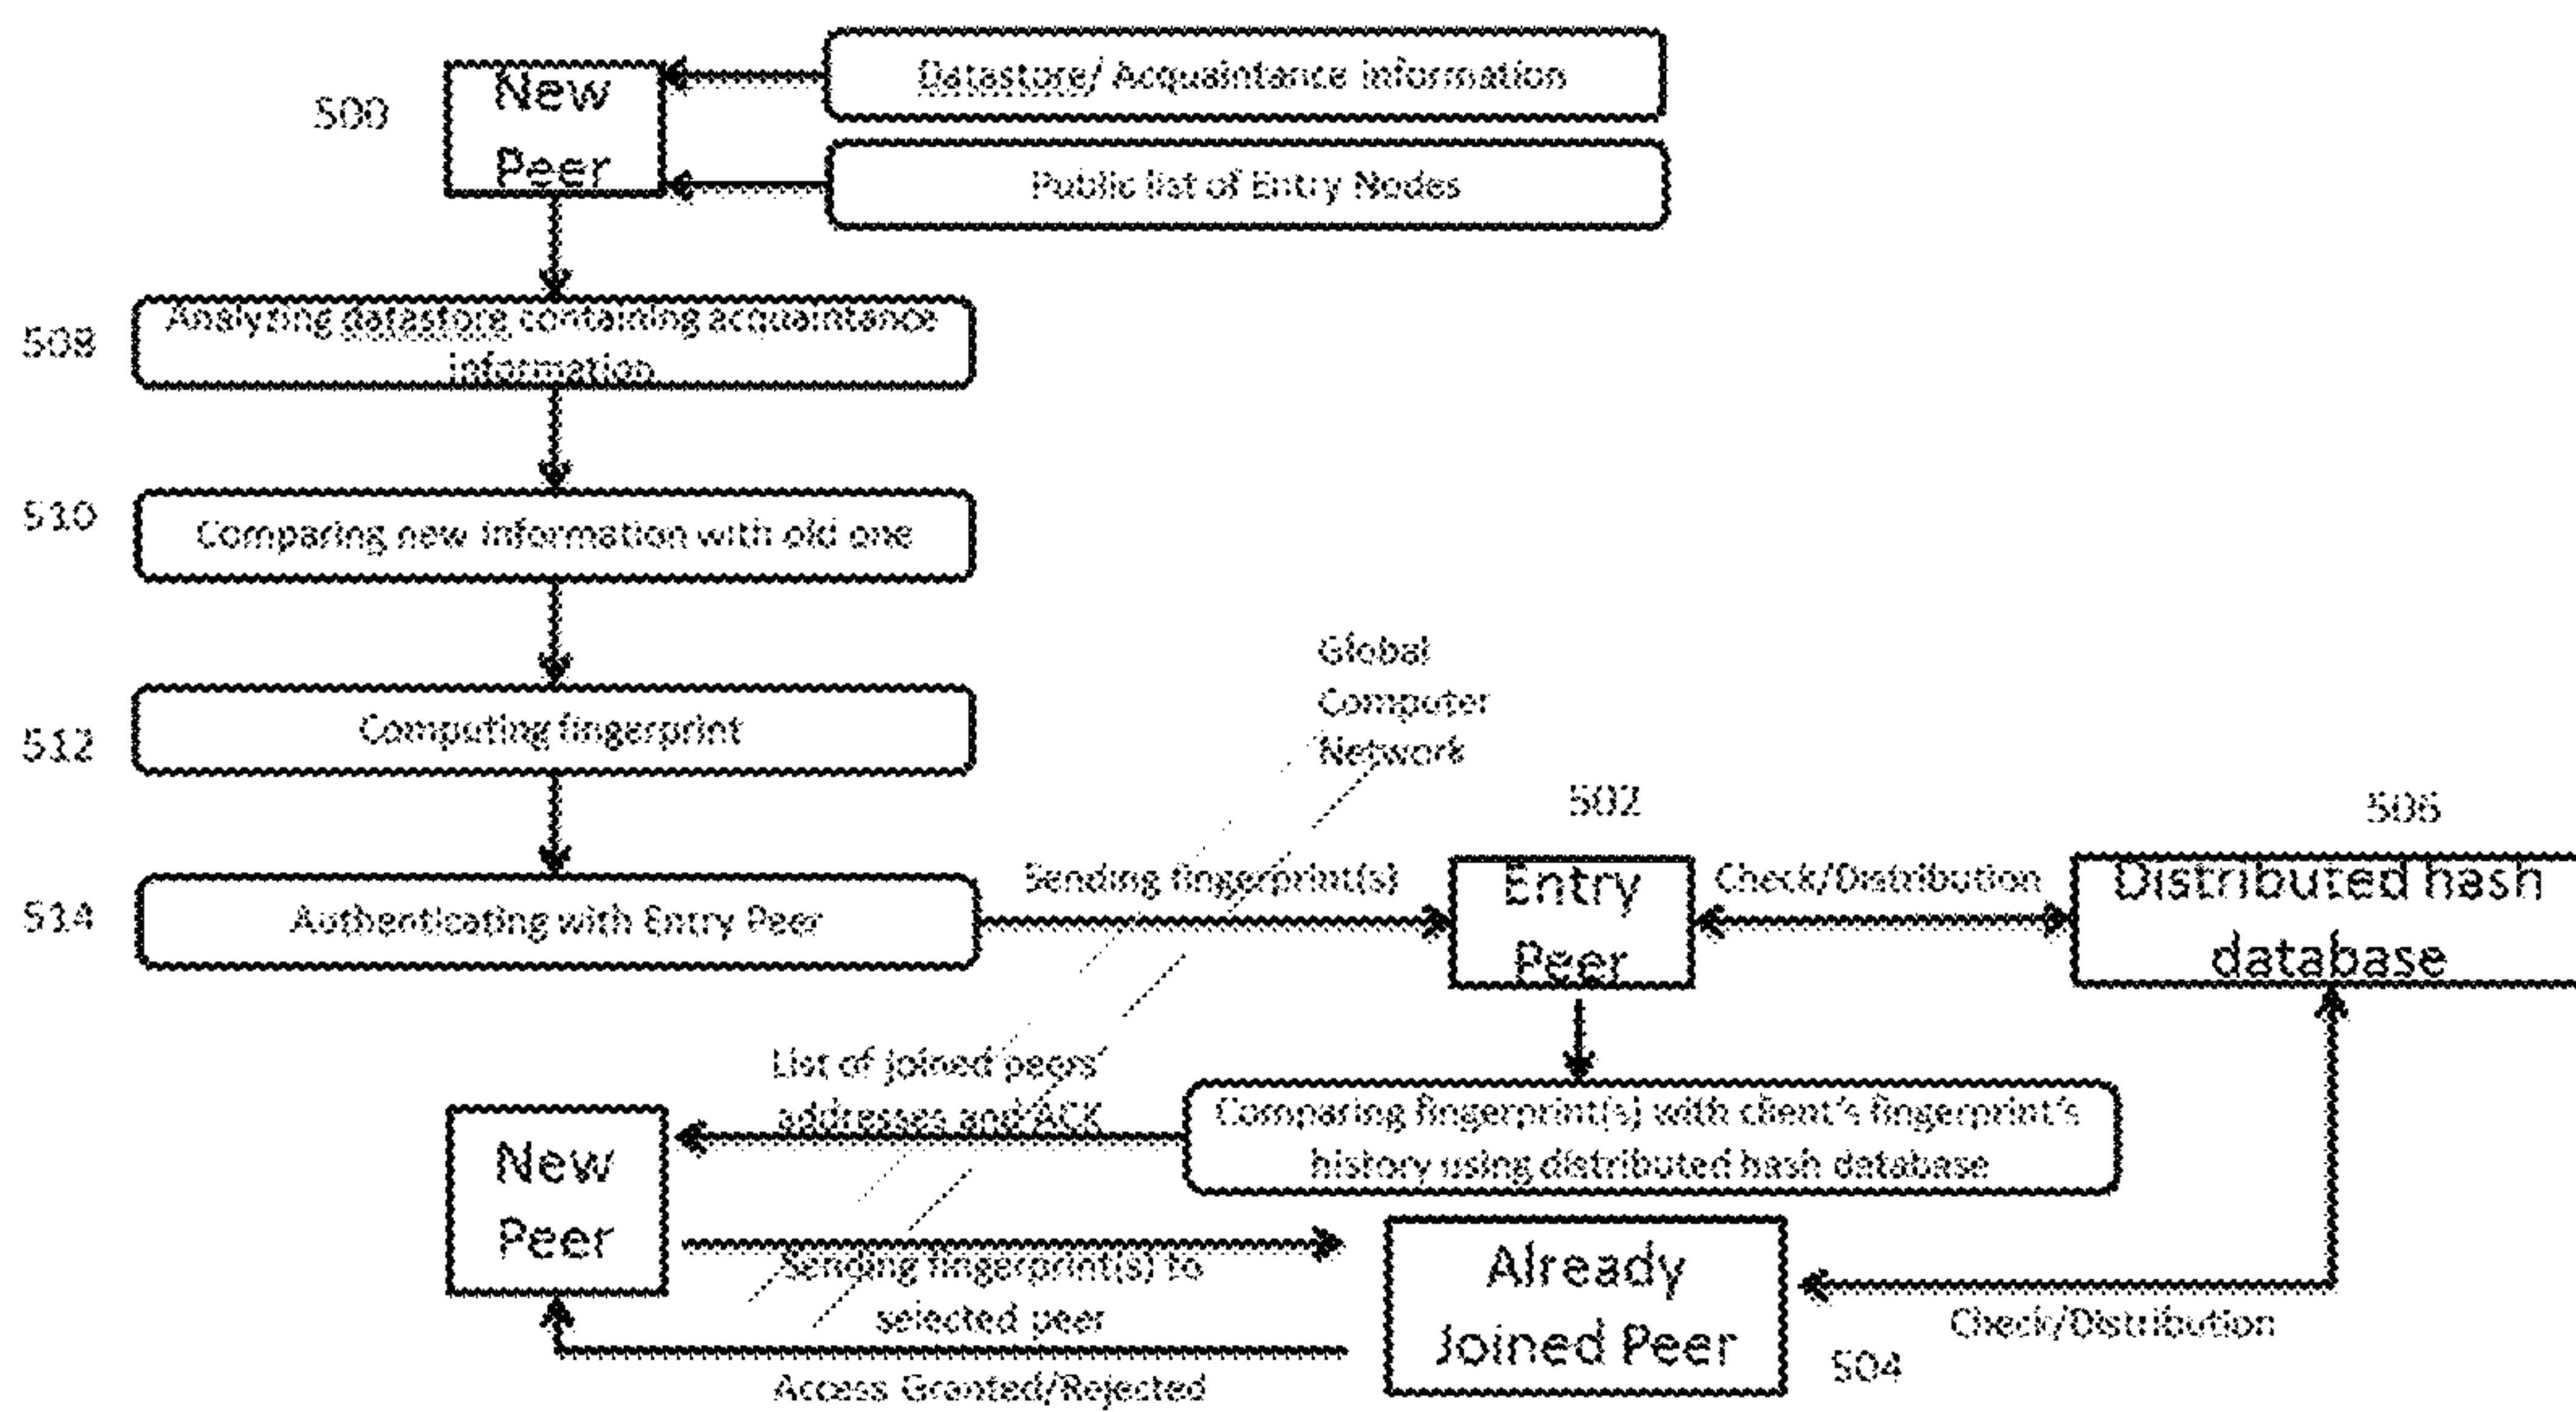 500
New
Peer
Datastore/ Acquaintance information
Public list of Entry Nodes
508
Analyzing datastore containing acquaintance
information
510
Comparing new information with old one
512
Computing fingerprint
Global
Computer
Network
502
506
514
Authenticating with Entry Peer
Sending fingerprint(s)
Entry
Peer
Check/Distribution
Distributed hash
database
List of joined peers'
addresses and ACK
Comparing fingerprint(s) with client's fingerprint's
history using distributed hash database
New
Peer
Sending fingerprint(s) to
selected peer
Already
Joined Peer
Check/Distribution
504
Access Granted/Rejected